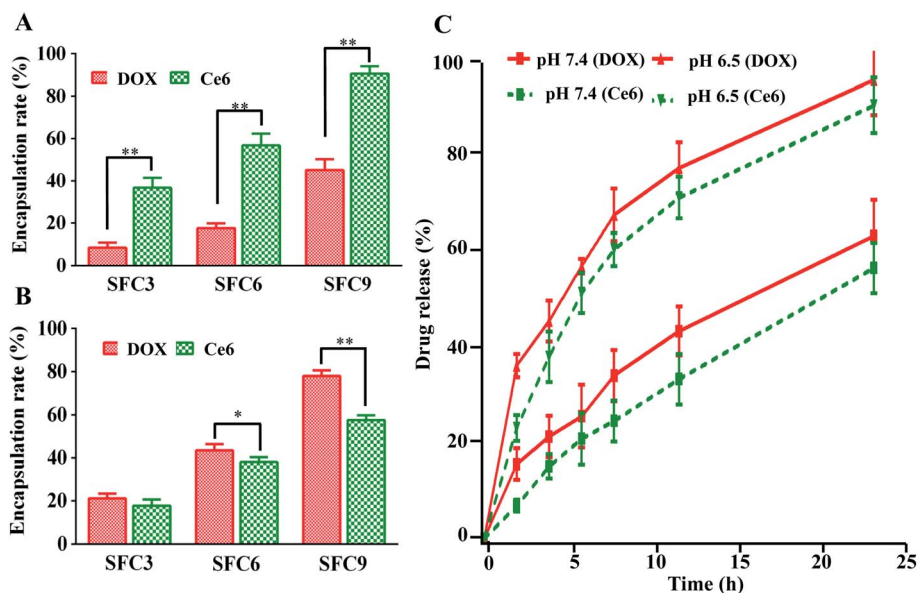 A
Encapsulation rate (%)
100
80
60
40
20
0
DOX Ce6
**
**
**
SFC3 SFC6 SFC9
B
Encapsulation rate (%)
100
80
60
40
20
0
DOX Ce6
*
**
SFC3 SFC6 SFC9
C
Drug release (%)
100
80
60
40
20
0
pH 7.4 (DOX) pH 6.5 (DOX)
pH 7.4 (Ce6) pH 6.5 (Ce6)
0 5 10 15 20 25
Time (h)